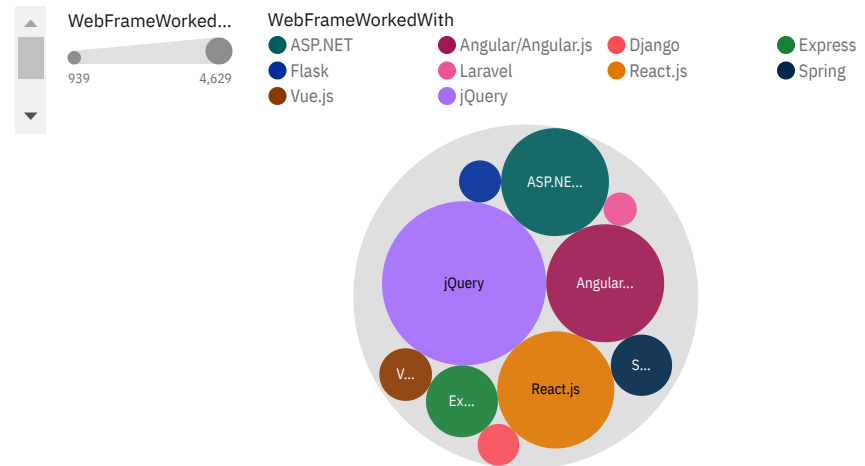 WebFrameWorked...
939
4,629
WebFrameWorkedWith
ASP.NET
Angular/Angular.js
Django
Express
Flask
Laravel
React.js
Spring
Vue.js
jQuery
ASP.NE...
jQuery
Angular...
V...
Ex...
React.js
S...